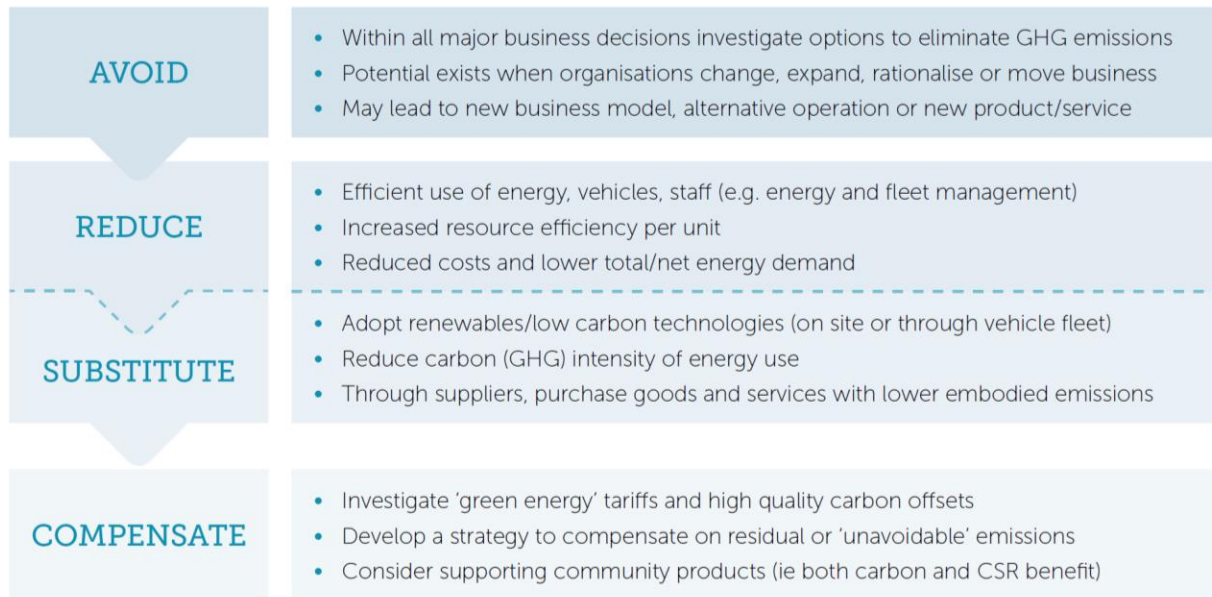 AVOID
• Within all major business decisions investigate options to eliminate GHG emissions
• Potential exists when organisations change, expand, rationalise or move business
• May lead to new business model, alternative operation or new product/service
REDUCE
• Efficient use of energy, vehicles, staff (e.g. energy and fleet management)
• Increased resource efficiency per unit
• Reduced costs and lower total/net energy demand
SUBSTITUTE
• Adopt renewables/low carbon technologies (on site or through vehicle fleet)
• Reduce carbon (GHG) intensity of energy use
• Through suppliers, purchase goods and services with lower embodied emissions
COMPENSATE
• Investigate ‘green energy’ tariffs and high quality carbon offsets
• Develop a strategy to compensate on residual or ‘unavoidable’ emissions
• Consider supporting community products (ie both carbon and CSR benefit)